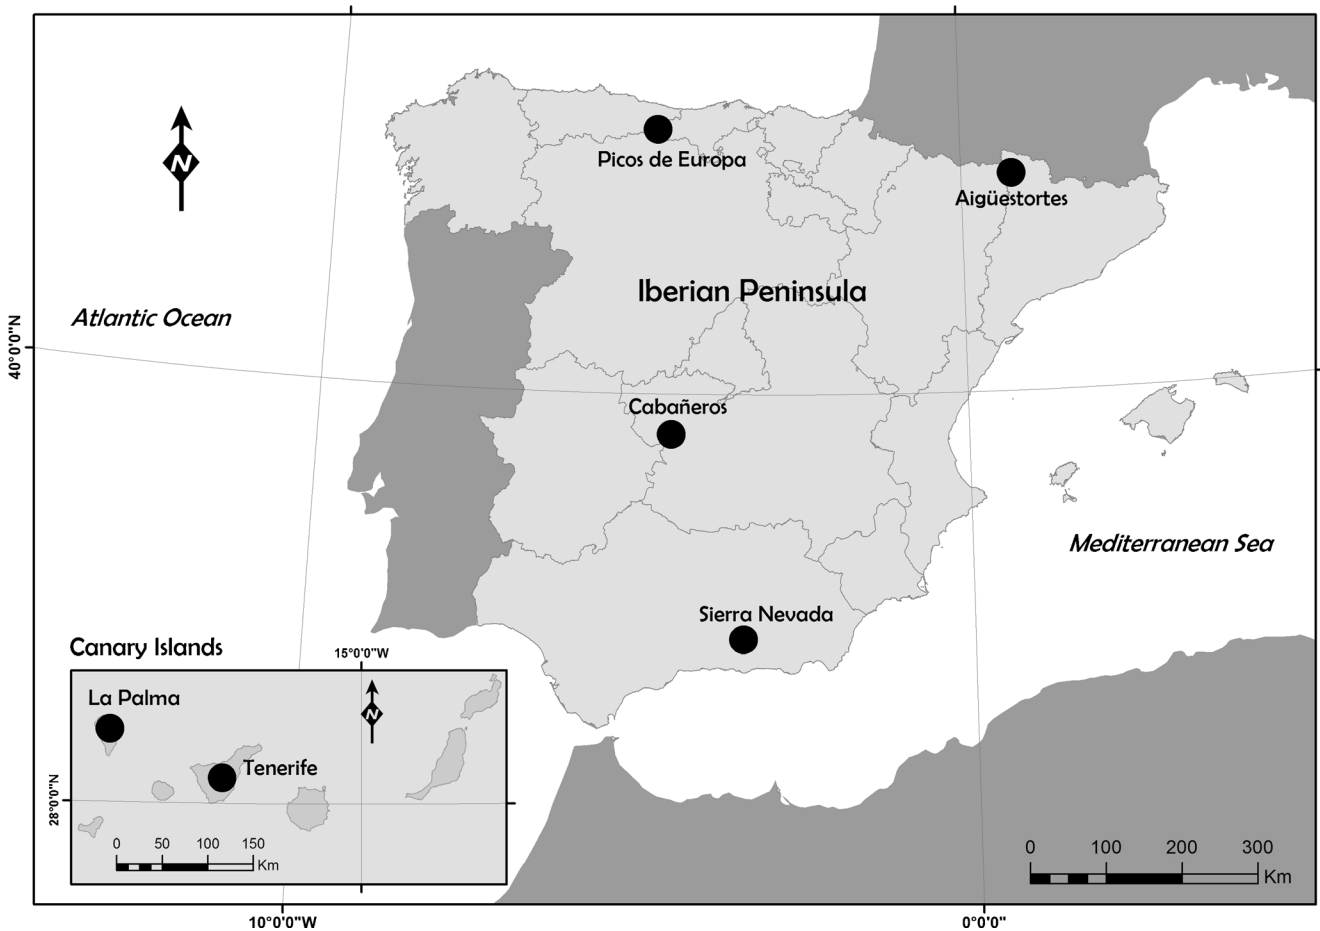 N
Picos de Europa
Aigüestortes
Iberian Peninsula
Atlantic Ocean
40°0'0"N
Cabañeros
Mediterranean Sea
Sierra Nevada
Canary Islands
15°0'0"W
La Palma
N
Tenerife
28°0'0"N
0 50 100 150
Km
0 100 200 300
Km
10°0'0"W
0°0'0"